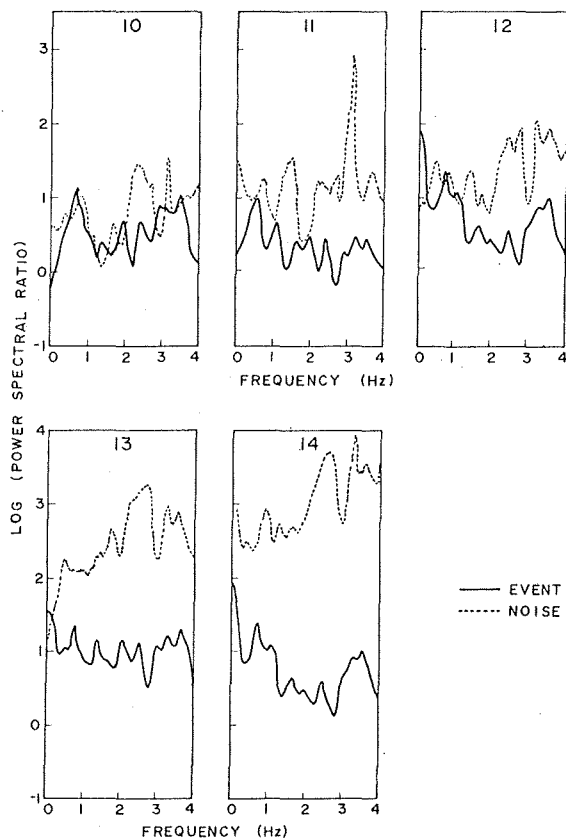 10 11 12
3
2
1
0
-1
0 1 2 3 4 0 1 2 3 4 0 1 2 3 4
FREQUENCY (Hz)
LOG (POWER SPECTRAL RATIO)
13 14
4
3
2
1
0
-1
0 1 2 3 4 0 1 2 3 4
FREQUENCY (Hz)
EVENT
NOISE